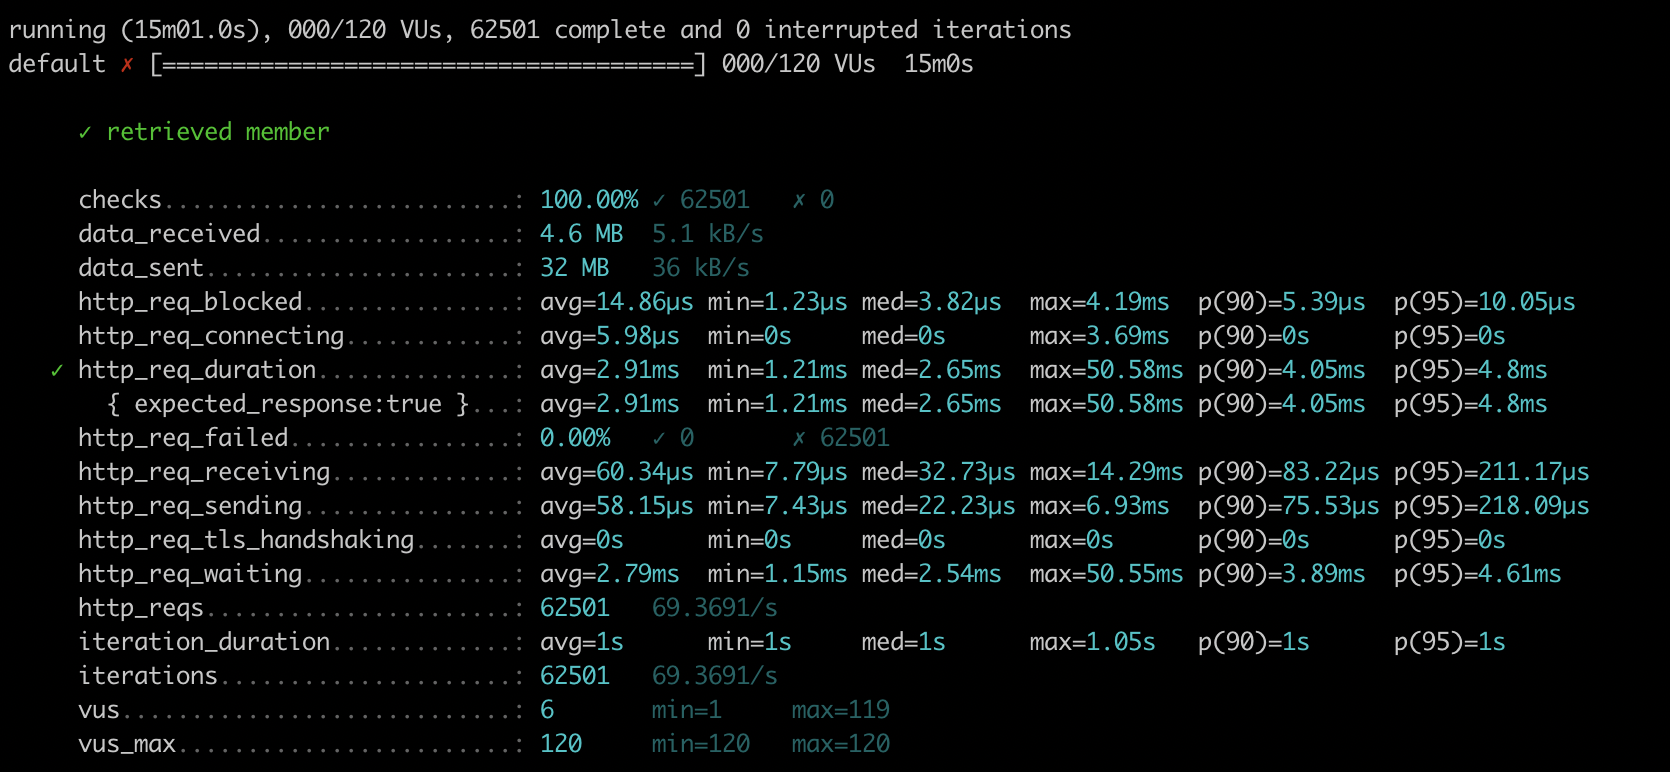 running (15m01.0s), 000/120 VUs, 62501 complete and 0 interrupted iterations
default ✗ [======================================] 000/120 VUs  15m0s
✓ retrieved member
checks.........................: 100.00% ✓ 62501   ✗ 0
data_received..................: 4.6 MB  5.1 kB/s
data_sent......................: 32 MB   36 kB/s
http_req_blocked...............: avg=14.86µs min=1.23µs med=3.82µs  max=4.19ms  p(90)=5.39µs  p(95)=10.05µs
http_req_connecting............: avg=5.98µs  min=0s     med=0s      max=3.69ms  p(90)=0s      p(95)=0s
✓ http_req_duration..............: avg=2.91ms  min=1.21ms med=2.65ms  max=50.58ms p(90)=4.05ms  p(95)=4.8ms
{ expected_response:true }...: avg=2.91ms  min=1.21ms med=2.65ms  max=50.58ms p(90)=4.05ms  p(95)=4.8ms
http_req_failed................: 0.00%   ✓ 0       ✗ 62501
http_req_receiving.............: avg=60.34µs min=7.79µs med=32.73µs max=14.29ms p(90)=83.22µs p(95)=211.17µs
http_req_sending...............: avg=58.15µs min=7.43µs med=22.23µs max=6.93ms  p(90)=75.53µs p(95)=218.09µs
http_req_tls_handshaking.......: avg=0s      min=0s     med=0s      max=0s      p(90)=0s      p(95)=0s
http_req_waiting...............: avg=2.79ms  min=1.15ms med=2.54ms  max=50.55ms p(90)=3.89ms  p(95)=4.61ms
http_reqs......................: 62501   69.3691/s
iteration_duration.............: avg=1s      min=1s     med=1s      max=1.05s   p(90)=1s      p(95)=1s
iterations.....................: 62501   69.3691/s
vus............................: 6       min=1     max=119
vus_max........................: 120     min=120   max=120